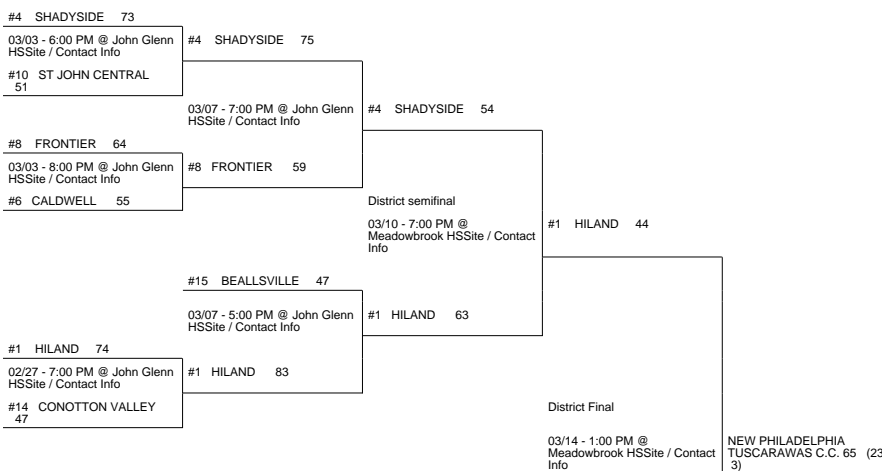 #4 SHADYSIDE 73
03/03 - 6:00 PM @ John Glenn
HSSite / Contact Info
#10 ST JOHN CENTRAL
51
#4 SHADYSIDE 75
03/07 - 7:00 PM @ John Glenn
HSSite / Contact Info
#8 FRONTIER 64
03/03 - 8:00 PM @ John Glenn
HSSite / Contact Info
#6 CALDWELL 55
#8 FRONTIER 59
#4 SHADYSIDE 54
District semifinal
03/10 - 7:00 PM @
Meadowbrook HSSite / Contact
Info
#15 BEALLSVILLE 47
03/07 - 5:00 PM @ John Glenn
HSSite / Contact Info
#1 HILAND 74
02/27 - 7:00 PM @ John Glenn
HSSite / Contact Info
#14 CONOTTON VALLEY
47
#1 HILAND 83
#1 HILAND 63
#1 HILAND 44
District Final
03/14 - 1:00 PM @
Meadowbrook HSSite / Contact
Info
NEW PHILADELPHIA
TUSCARAWAS C.C. 65 (23
3)